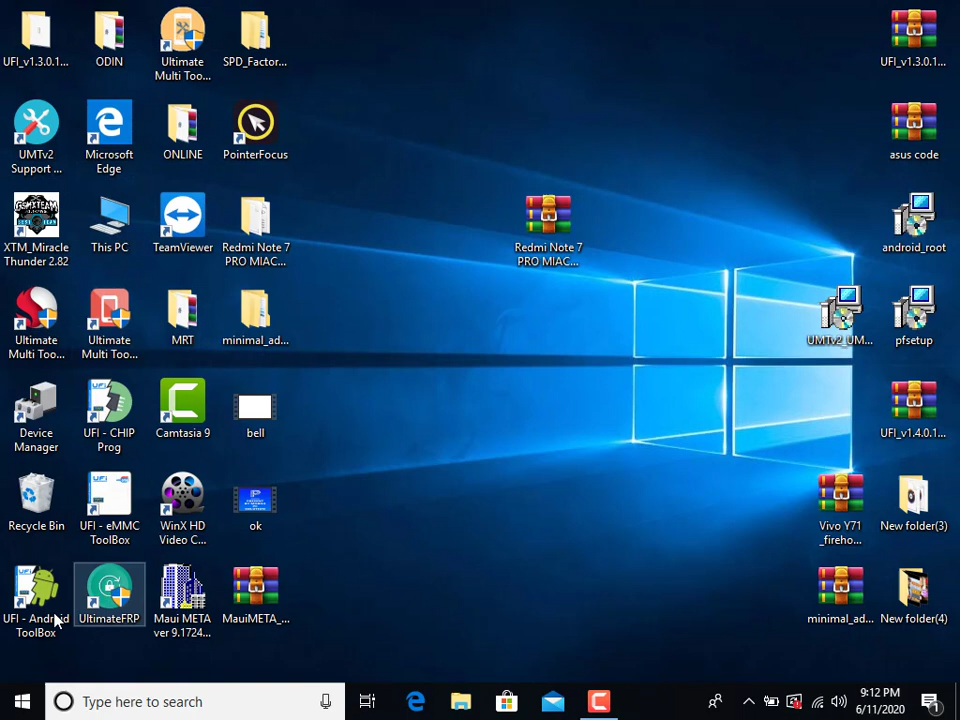 UFI_v1.3.0.1...
ODIN
Ultimate
Multi Too...
SPD_Factor...
UFI_v1.3.0.1...
UMTv2
Support ...
Microsoft
Edge
ONLINE
PointerFocus
asus code
XTM_Miracle
Thunder 2.82
This PC
TeamViewer
Redmi Note 7
PRO MIAC...
Redmi Note 7
PRO MIAC...
android_root
Ultimate
Multi Too...
Ultimate
Multi Too...
MRT
minimal_ad...
UMTv2_UM...
pfsetup
Device
Manager
UFI - CHIP
Prog
Camtasia 9
bell
UFI_v1.4.0.1...
Recycle Bin
UFI - eMMC
ToolBox
WinX HD
Video C...
ok
Vivo Y71
_fireho...
New folder(3)
UFI - Android
ToolBox
UltimateFRP
Maui META
ver 9.1724...
MauiMETA_...
minimal_ad...
New folder(4)
Type here to search
9:12 PM
6/11/2020
1